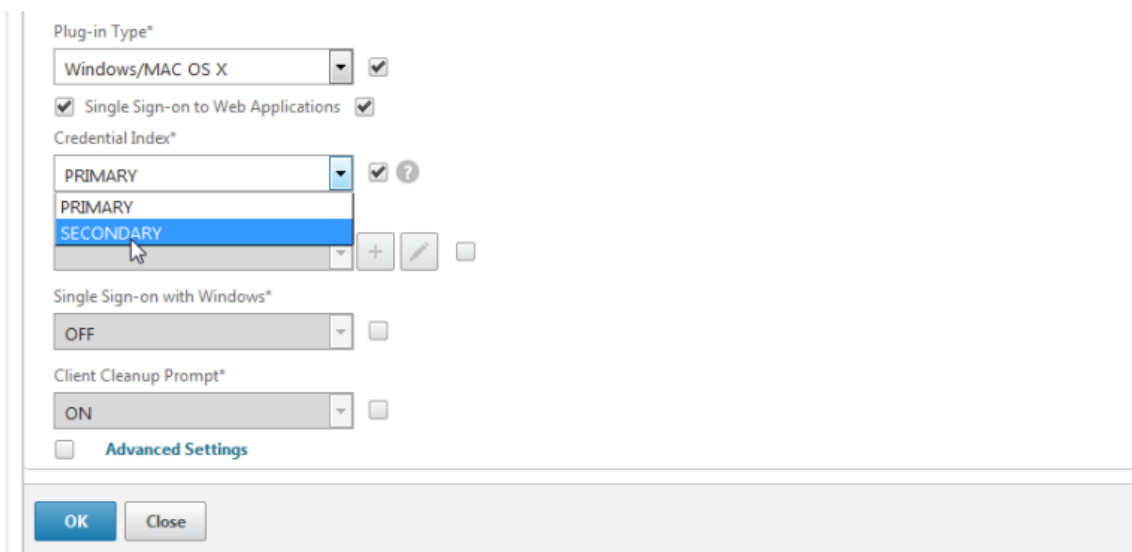 Plug-in Type*
Windows/MAC OS X
Single Sign-on to Web Applications
Credential Index*
PRIMARY
PRIMARY
SECONDARY
Single Sign-on with Windows*
OFF
Client Cleanup Prompt*
ON
Advanced Settings
OK Close